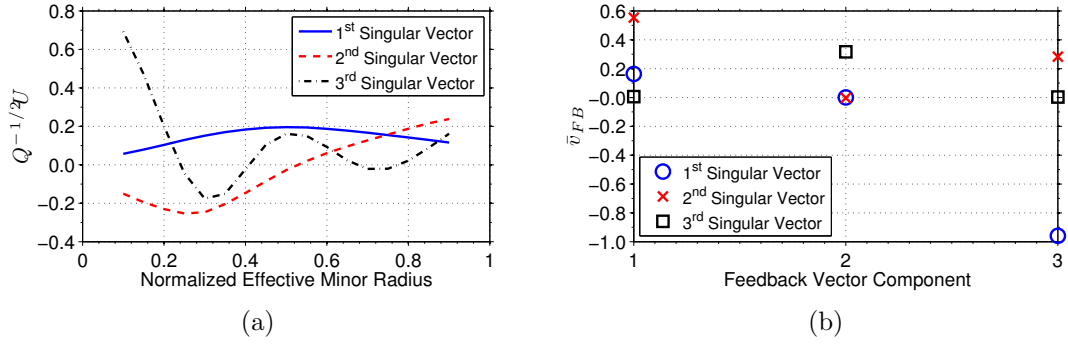 0.8
0.6
0.4
0.2
0.0
−0.2
−0.4
Q^{−1/2}U
1st Singular Vector
2nd Singular Vector
3rd Singular Vector
0 0.2 0.4 0.6 0.8 1
Normalized Effective Minor Radius
(a)
0.6
0.4
0.2
−0.0
−0.2
−0.4
−0.6
−0.8
−1.0
v̄_{FB}
1st Singular Vector
2nd Singular Vector
3rd Singular Vector
1 2 3
Feedback Vector Component
(b)